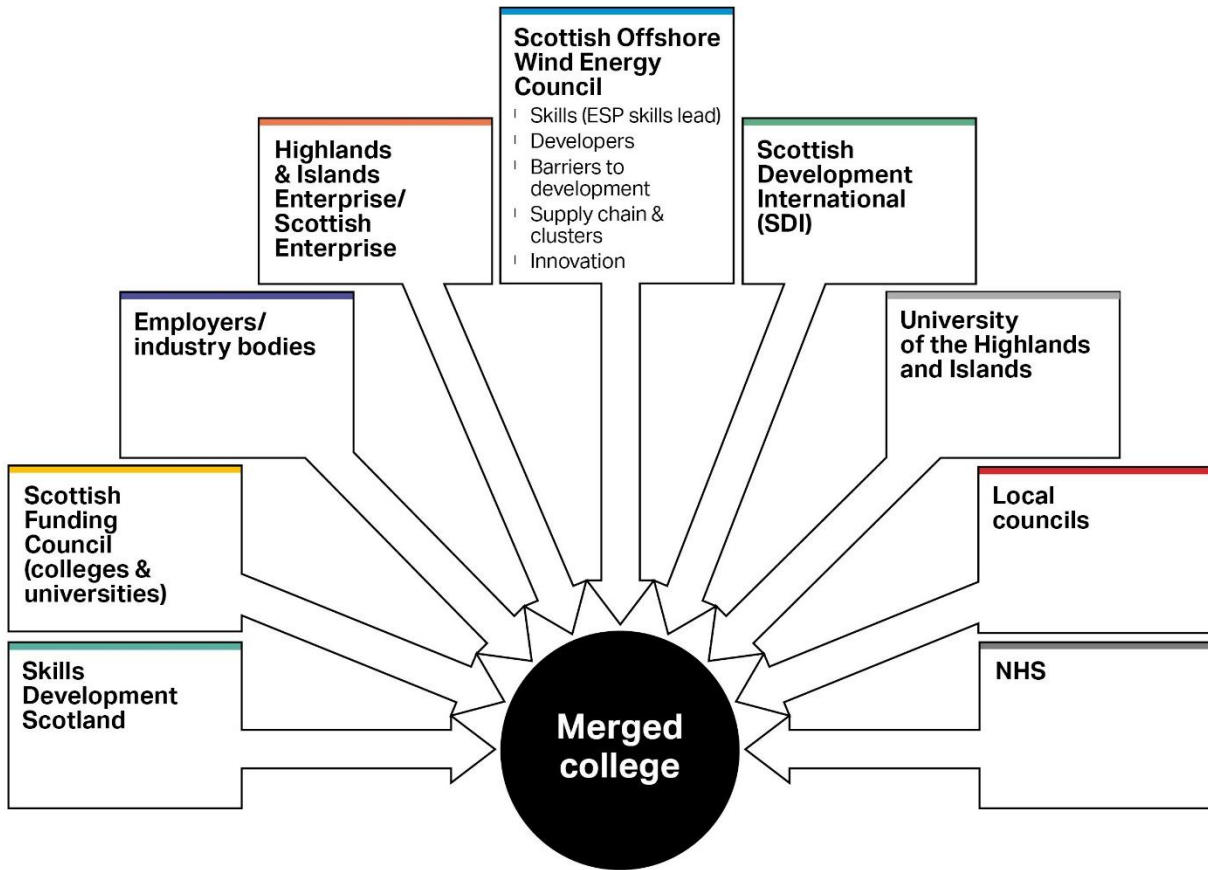 Scottish Offshore
Wind Energy
Council
Skills (ESP skills lead)
Developers
Barriers to
development
Supply chain &
clusters
Innovation
Highlands
& Islands
Enterprise/
Scottish
Enterprise
Scottish
Development
International
(SDI)
Employers/
industry bodies
University
of the Highlands
and Islands
Scottish
Funding
Council
(colleges &
universities)
Local
councils
Skills
Development
Scotland
NHS
Merged
college